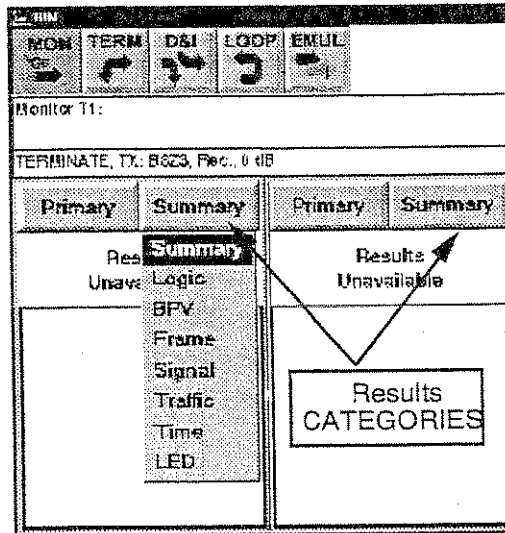 MON TERM D&I LOOP EMUL
Monitor T1:
TERMINATE, TX: B8ZS, Rec., 0 dB
Primary Summary Primary Summary
Results
Unavailable
Summary
Logic
BPV
Frame
Signal
Traffic
Time
LED
Results
CATEGORIES